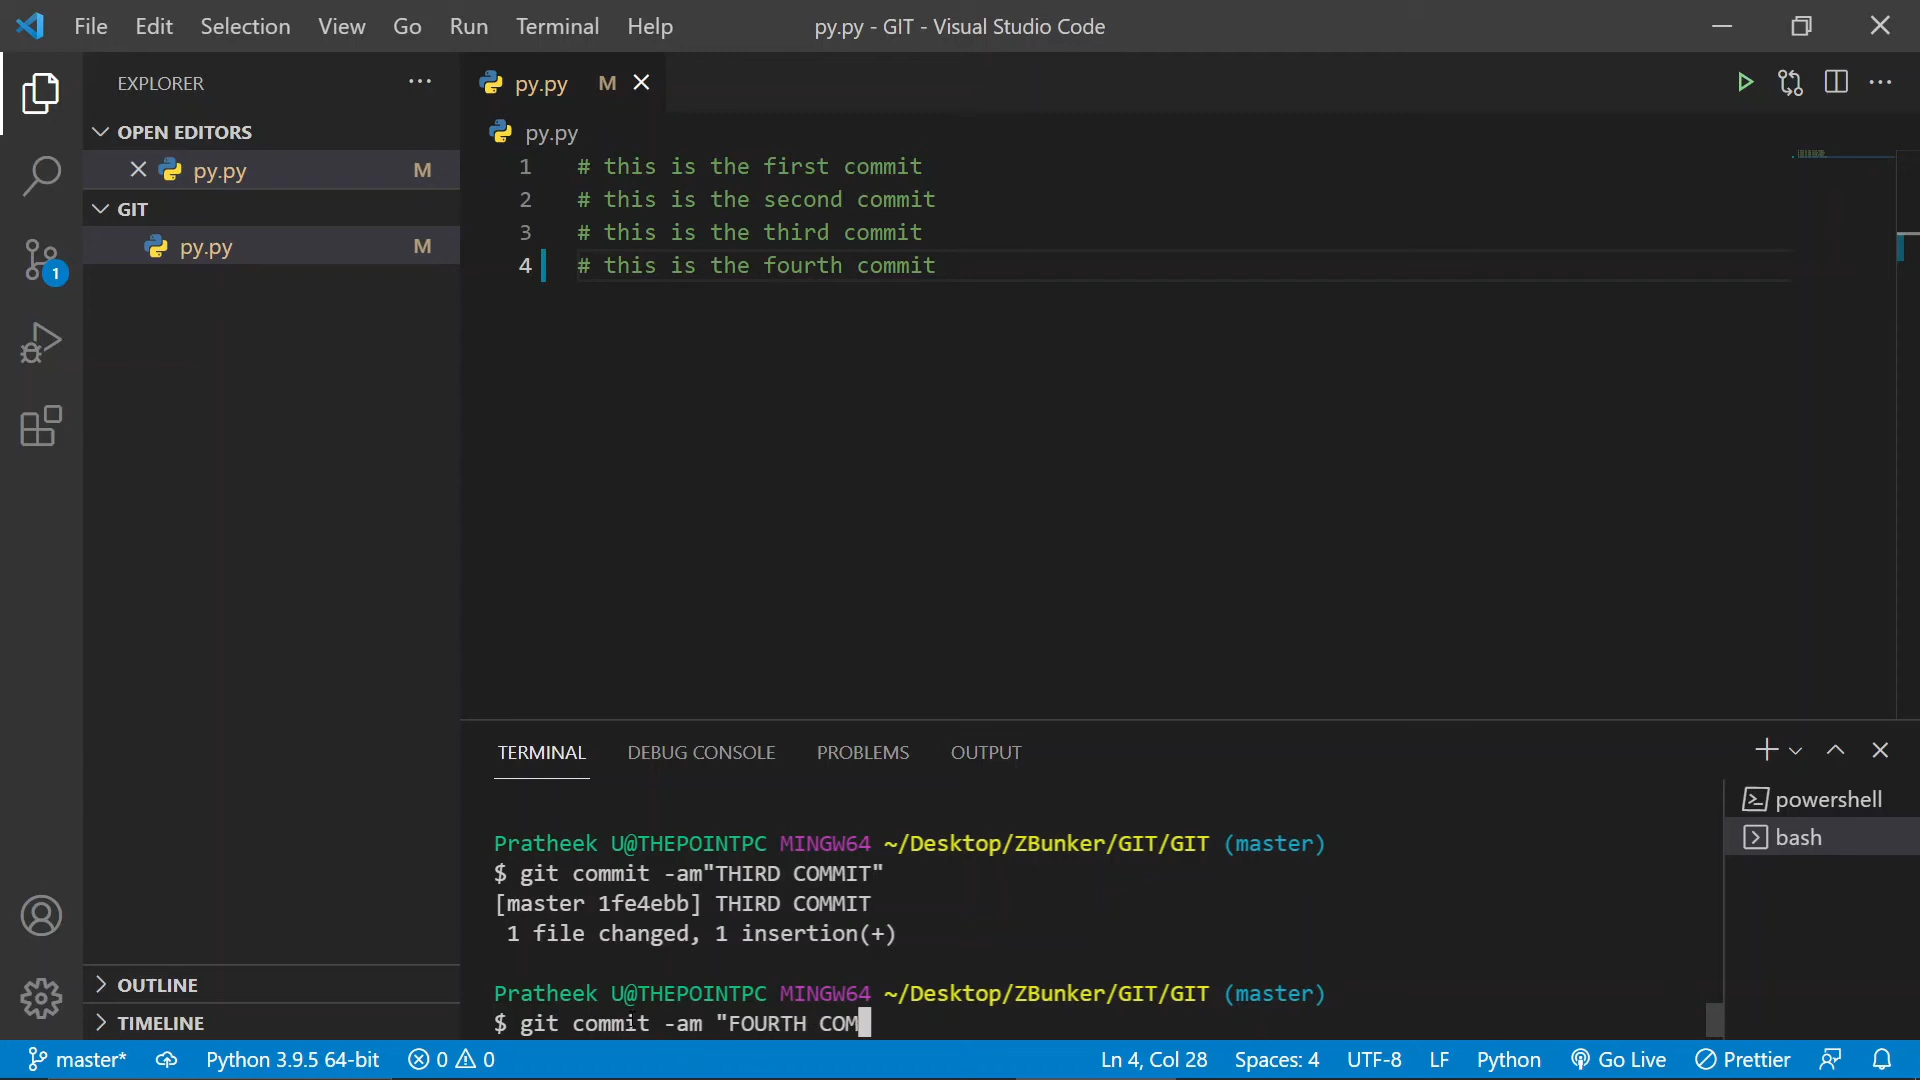 File Edit Selection View Go Run Terminal Help py.py - GIT - Visual Studio Code
EXPLORER ···
OPEN EDITORS
py.py M
GIT
py.py M
1
OUTLINE
TIMELINE
py.py M
py.py
1 # this is the first commit
2 # this is the second commit
3 # this is the third commit
4 # this is the fourth commit
TERMINAL DEBUG CONSOLE PROBLEMS OUTPUT
powershell
bash
Pratheek U@THEPOINTPC MINGW64 ~/Desktop/ZBunker/GIT/GIT (master)
$ git commit -am"THIRD COMMIT"
[master 1fe4ebb] THIRD COMMIT
1 file changed, 1 insertion(+)
Pratheek U@THEPOINTPC MINGW64 ~/Desktop/ZBunker/GIT/GIT (master)
$ git commit -am "FOURTH COM
master* Python 3.9.5 64-bit 0 0 Ln 4, Col 28 Spaces: 4 UTF-8 LF Python Go Live Prettier